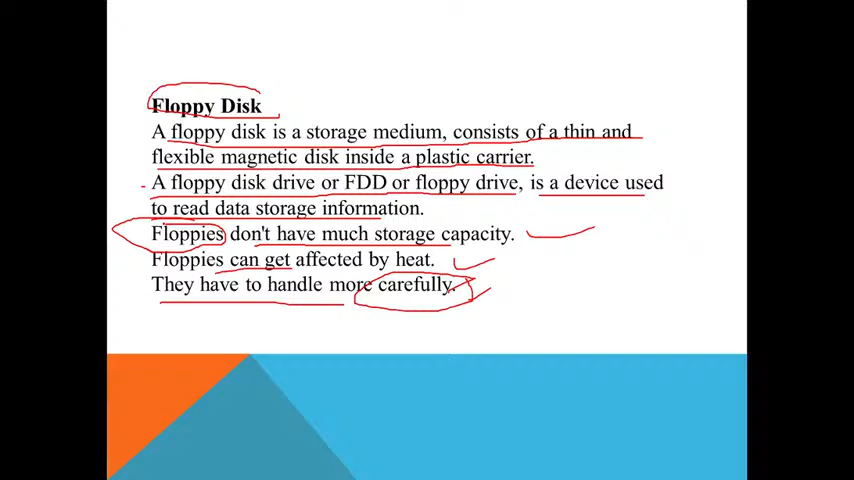 Floppy Disk
A floppy disk is a storage medium, consists of a thin and
flexible magnetic disk inside a plastic carrier.
A floppy disk drive or FDD or floppy drive, is a device used
to read data storage information.
Floppies don't have much storage capacity.
Floppies can get affected by heat.
They have to handle more carefully.